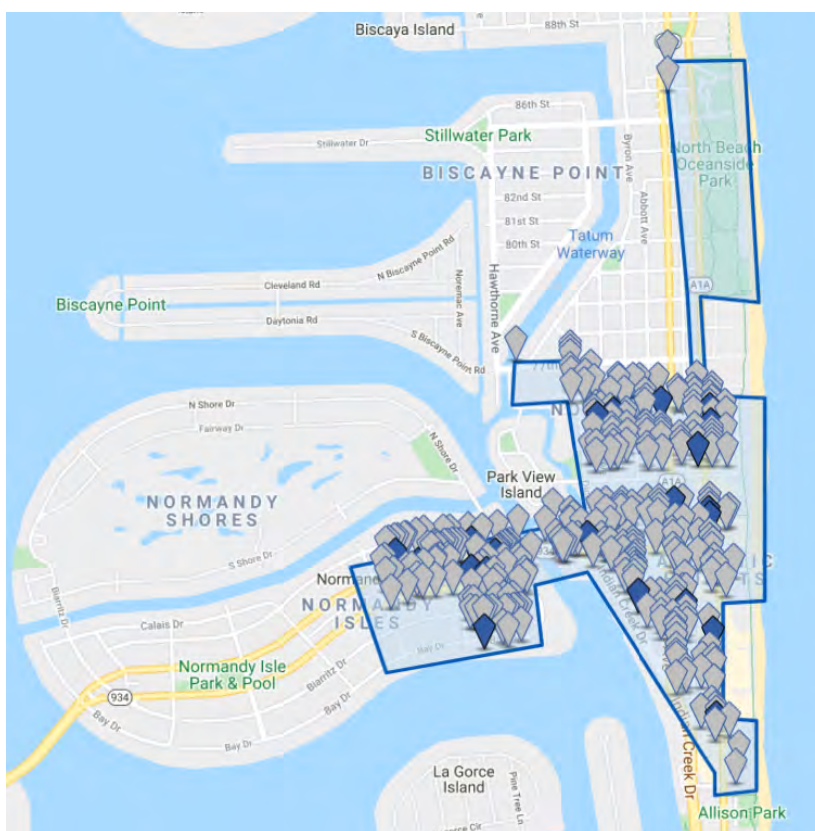 88th St
Biscaya Island
86th St
Stillwater Park
Stillwater Dr
Byron Ave
North Beach
Oceanside
Park
BISCAYNE POINT
82nd St
Abbott Ave
81st St
Tatum
Waterway
80th St
N Biscayne Point Rd
Hawthorne Ave
Noremac Ave
Cleveland Rd
A1A
Biscayne Point
Daytonia Rd
S Biscayne Point Rd
77th
N Shore Dr
Fairway Dr
N Shore Dr
Park View
Island
A1A
NORMANDY
SHORES
S Shore Dr
Biarritz Dr
NORMANDY
ISLES
Indian Creek Dr
Calais Dr
Bay Dr
Normandy Isle
Park & Pool
Biarritz Dr
934
Bay Dr
Bay Dr
Indian Creek Dr
La Gorce
Island
Pine Tree Ln
Allison Park